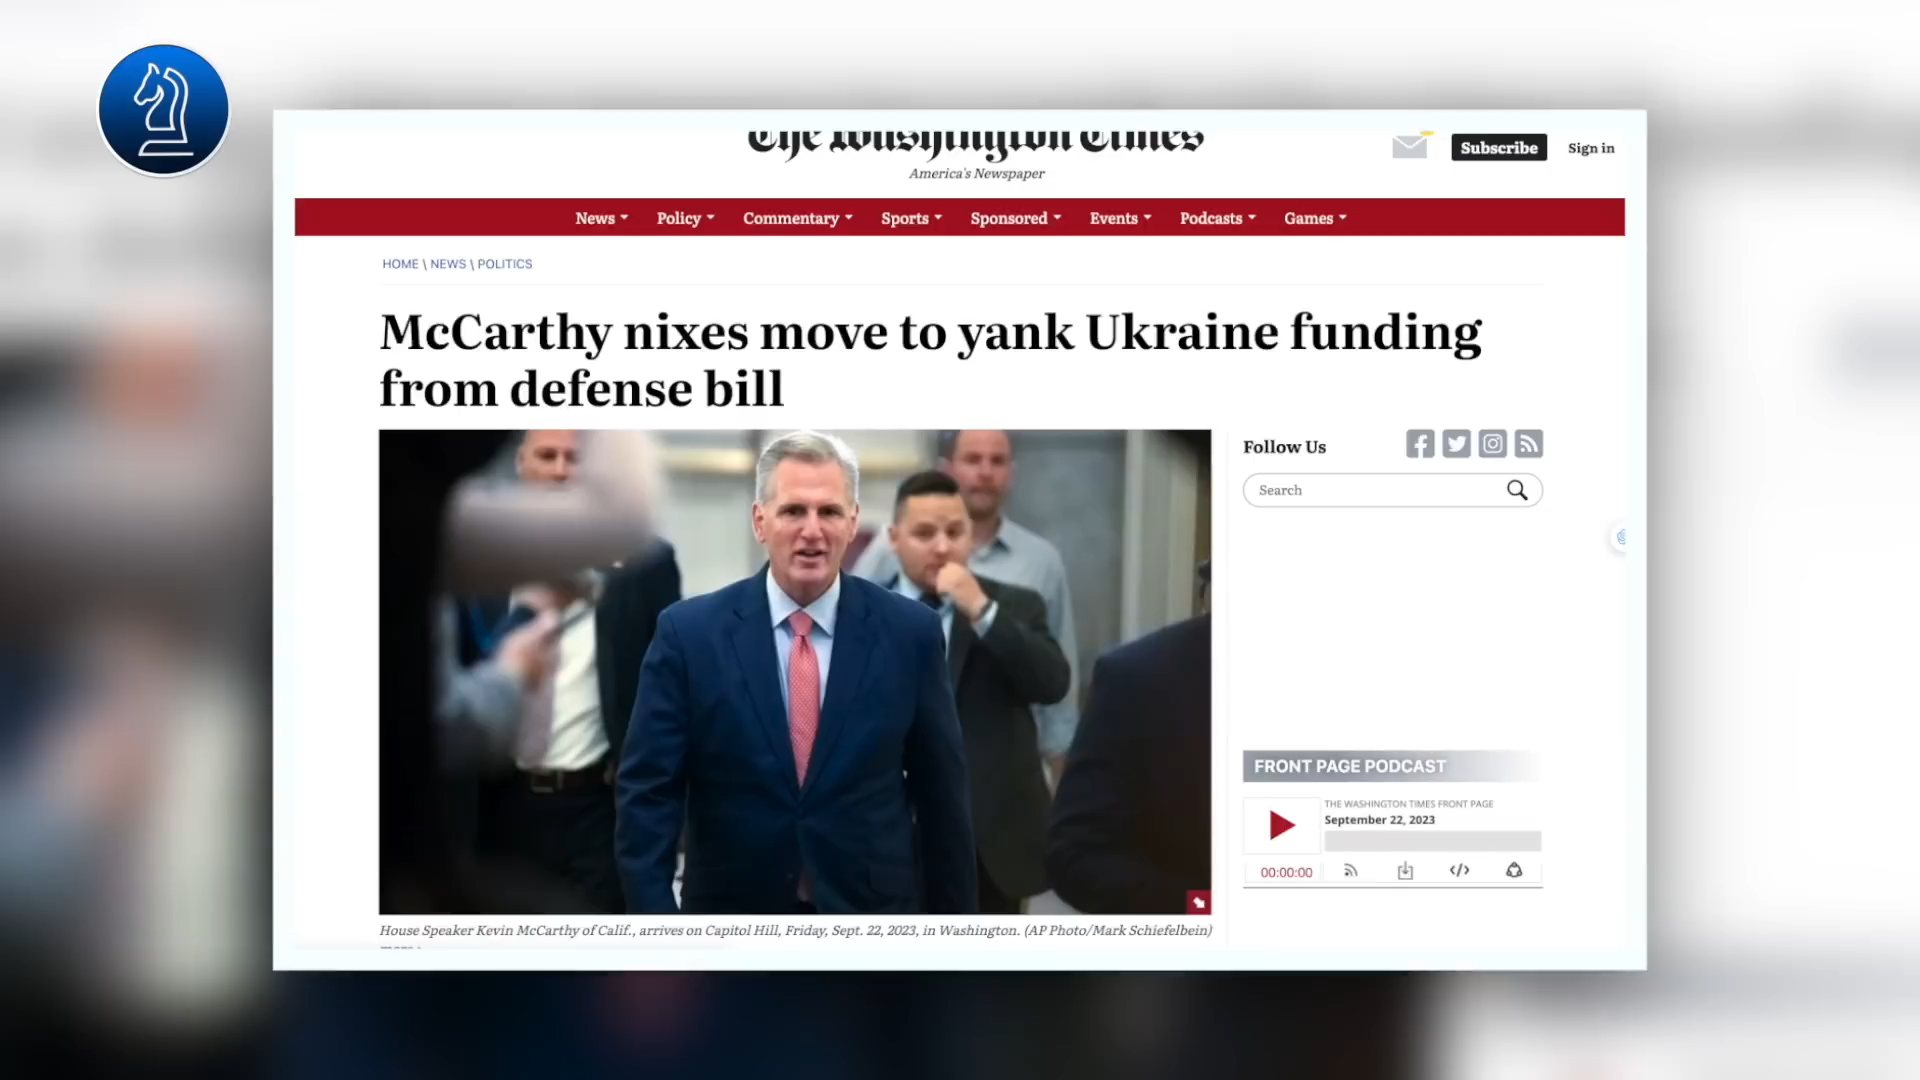 The Washington Times
America's Newspaper
Subscribe
Sign in
News
Policy
Commentary
Sports
Sponsored
Events
Podcasts
Games
HOME \ NEWS \ POLITICS
McCarthy nixes move to yank Ukraine funding
from defense bill
Follow Us
Search
FRONT PAGE PODCAST
THE WASHINGTON TIMES FRONT PAGE
September 22, 2023
00:00:00
House Speaker Kevin McCarthy of Calif., arrives on Capitol Hill, Friday, Sept. 22, 2023, in Washington. (AP Photo/Mark Schiefelbein)